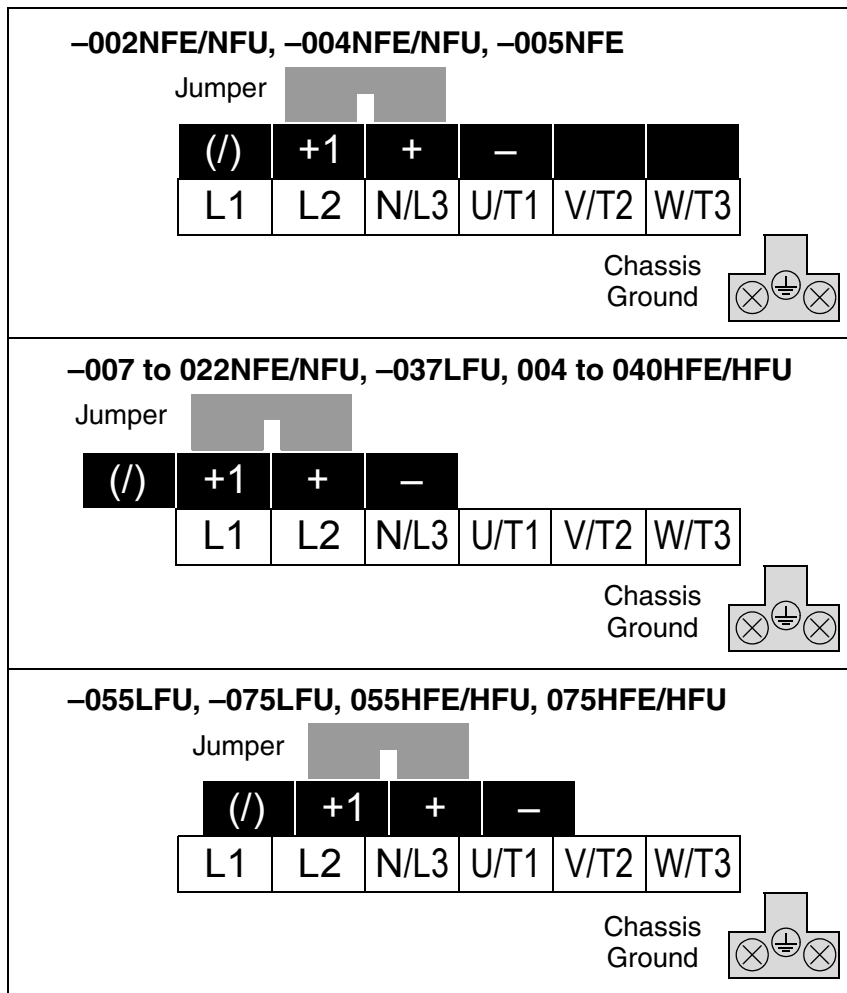 –002NFE/NFU, –004NFE/NFU, –005NFE
Jumper
(/) +1 + –
L1 L2 N/L3 U/T1 V/T2 W/T3
Chassis
Ground
–007 to 022NFE/NFU, –037LFU, 004 to 040HFE/HFU
Jumper
(/) +1 + –
L1 L2 N/L3 U/T1 V/T2 W/T3
Chassis
Ground
–055LFU, –075LFU, 055HFE/HFU, 075HFE/HFU
Jumper
(/) +1 + –
L1 L2 N/L3 U/T1 V/T2 W/T3
Chassis
Ground